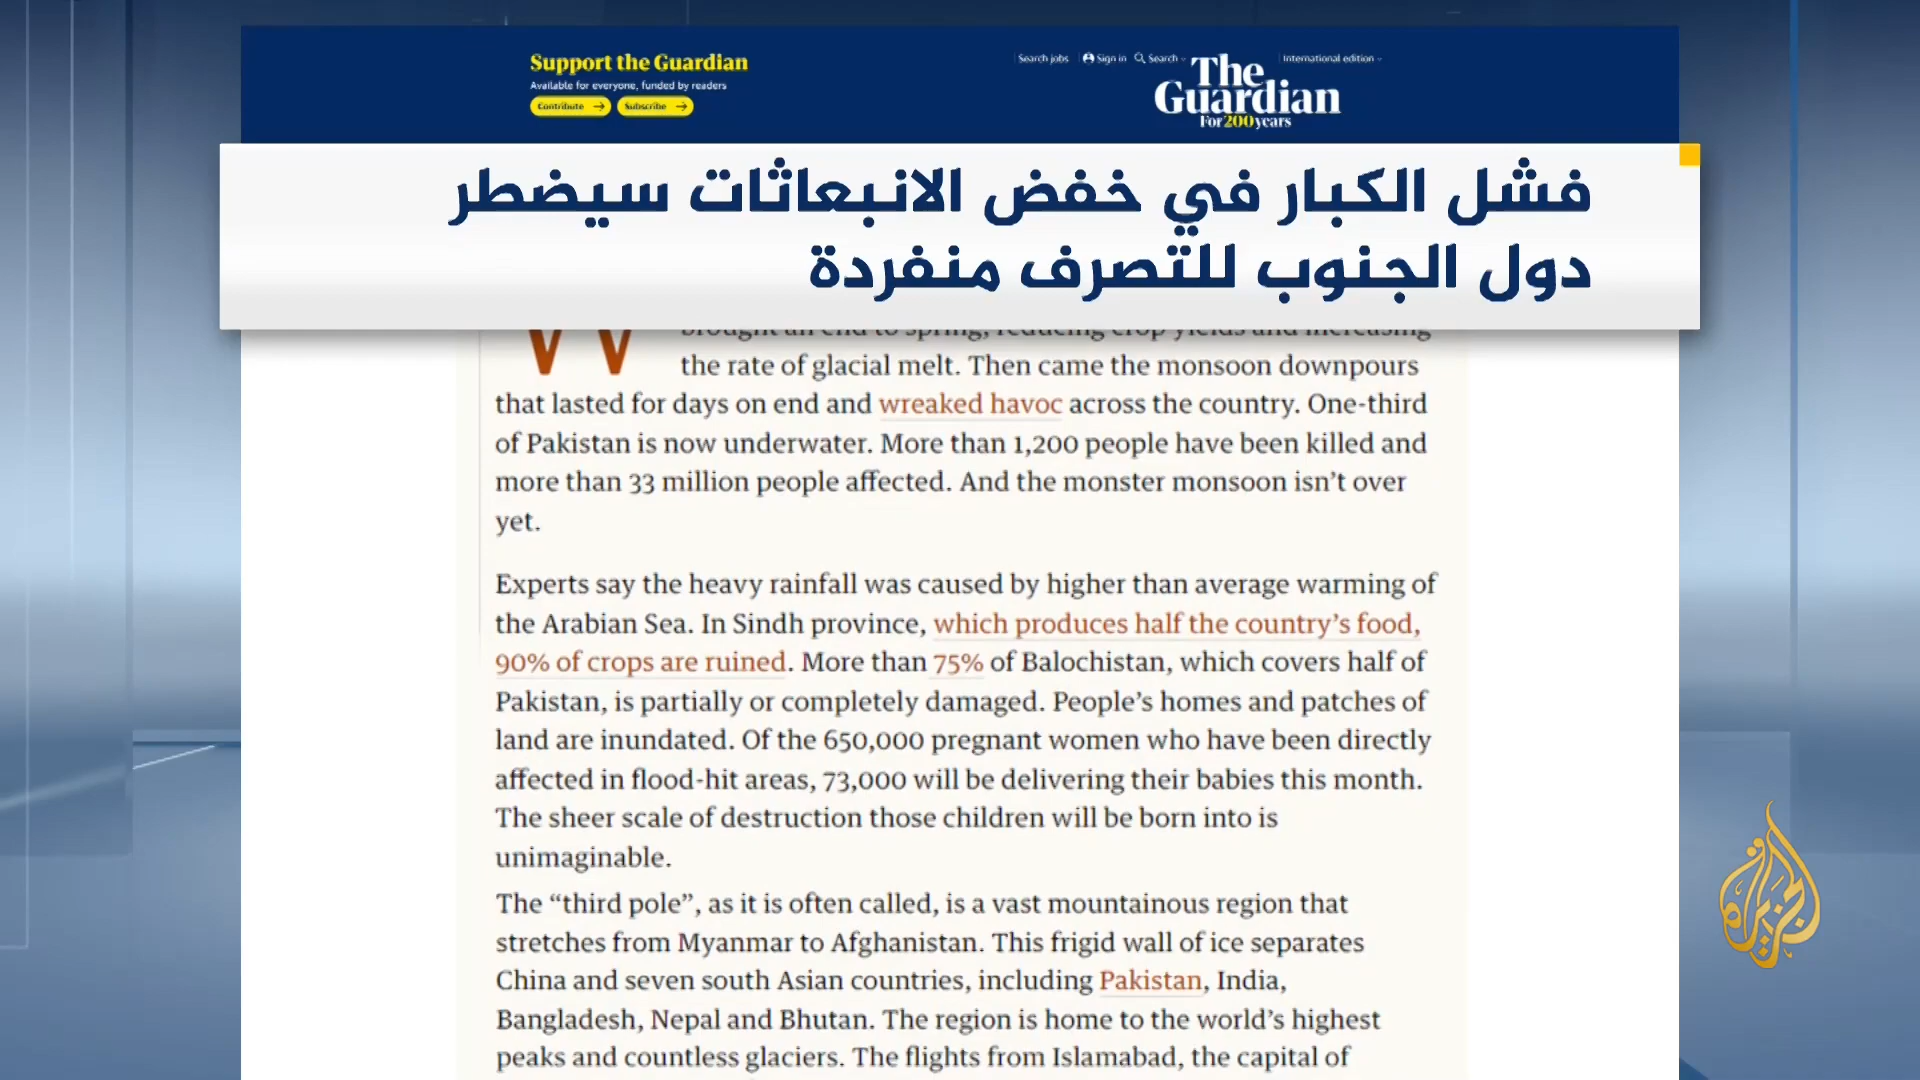 Support the Guardian
Available for everyone, funded by readers
Contribute →
Subscribe →
Search jobs
Sign in
Search
International edition
The
Guardian
For 200 years
فشل الكبار في خفض الانبعاثات سيضطر
دول الجنوب للتصرف منفردة
brought an end to spring, reducing crop yields and increasing
the rate of glacial melt. Then came the monsoon downpours
that lasted for days on end and wreaked havoc across the country. One-third
of Pakistan is now underwater. More than 1,200 people have been killed and
more than 33 million people affected. And the monster monsoon isn’t over
yet.
Experts say the heavy rainfall was caused by higher than average warming of
the Arabian Sea. In Sindh province, which produces half the country’s food,
90% of crops are ruined. More than 75% of Balochistan, which covers half of
Pakistan, is partially or completely damaged. People’s homes and patches of
land are inundated. Of the 650,000 pregnant women who have been directly
affected in flood-hit areas, 73,000 will be delivering their babies this month.
The sheer scale of destruction those children will be born into is
unimaginable.
The “third pole”, as it is often called, is a vast mountainous region that
stretches from Myanmar to Afghanistan. This frigid wall of ice separates
China and seven south Asian countries, including Pakistan, India,
Bangladesh, Nepal and Bhutan. The region is home to the world’s highest
peaks and countless glaciers. The flights from Islamabad, the capital of
الجزيرة